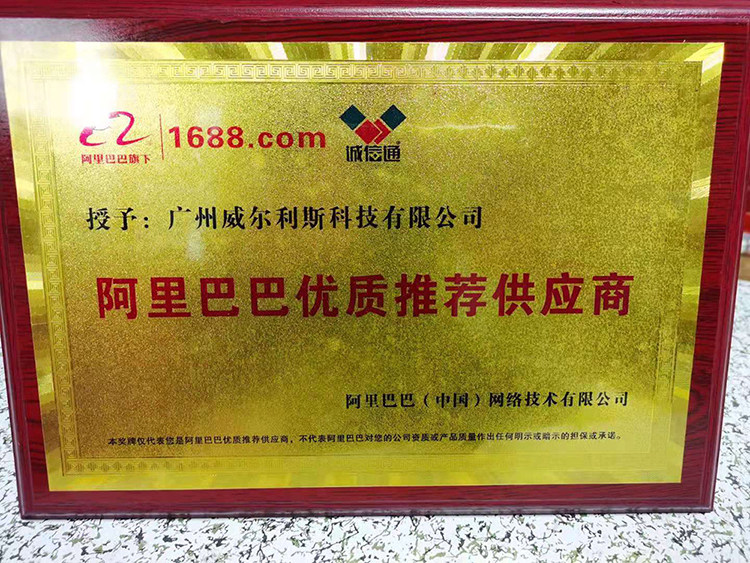 阿里巴巴旗下
1688.com
诚信通
授予：广州威尔利斯科技有限公司
阿里巴巴优质推荐供应商
阿里巴巴（中国）网络技术有限公司
本奖牌仅代表您是阿里巴巴优质推荐供应商，不代表阿里巴巴对您的公司资质或产品质量作出任何明示或暗示的担保或承诺。